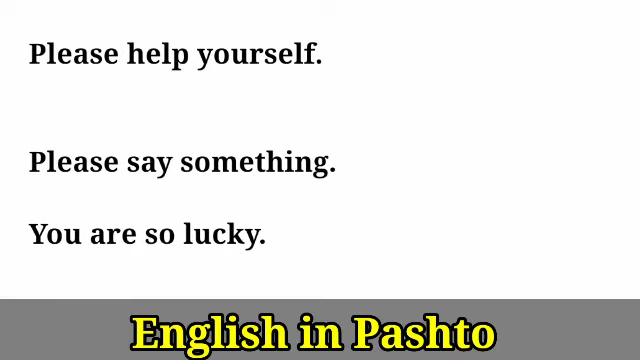 Please help yourself.
Please say something.
You are so lucky.
English in Pashto